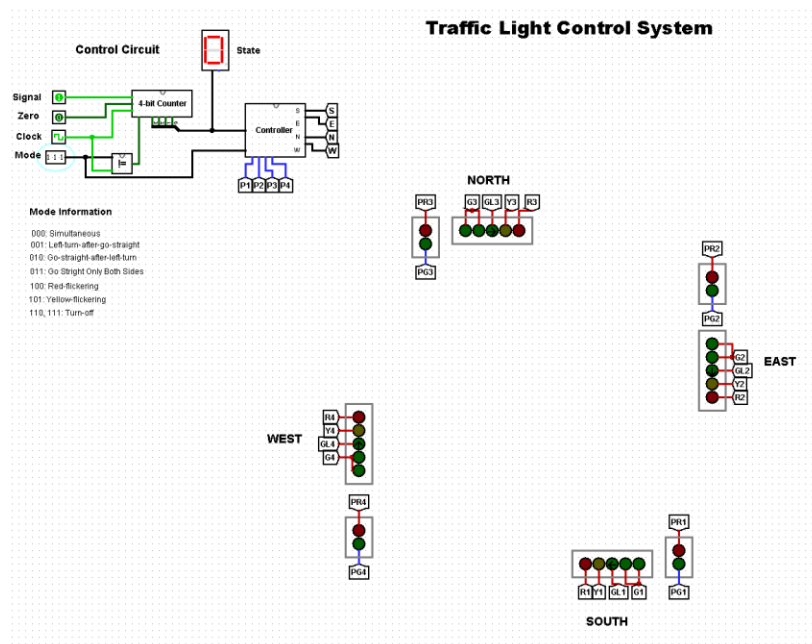 Traffic Light Control System
Control Circuit
State
Signal
Zero
Clock
Mode
1 1 1
4-bit Counter
!=
Controller
S
E
N
W
S
E
N
W
P1 P2 P3 P4
Mode Information
000: Simultaneous
001: Left-turn-after-go-straight
010: Go-straight-after-left-turn
011: Go Stright Only Both Sides
100: Red-flickering
101: Yellow-flickering
110, 111: Turn-off
NORTH
PR3
G3 GL3 Y3 R3
PG3
PR2
PG2
G2
GL2
Y2
R2
EAST
WEST
R4
Y4
GL4
G4
PR4
PG4
PR1
R1 Y1 GL1 G1
PG1
SOUTH